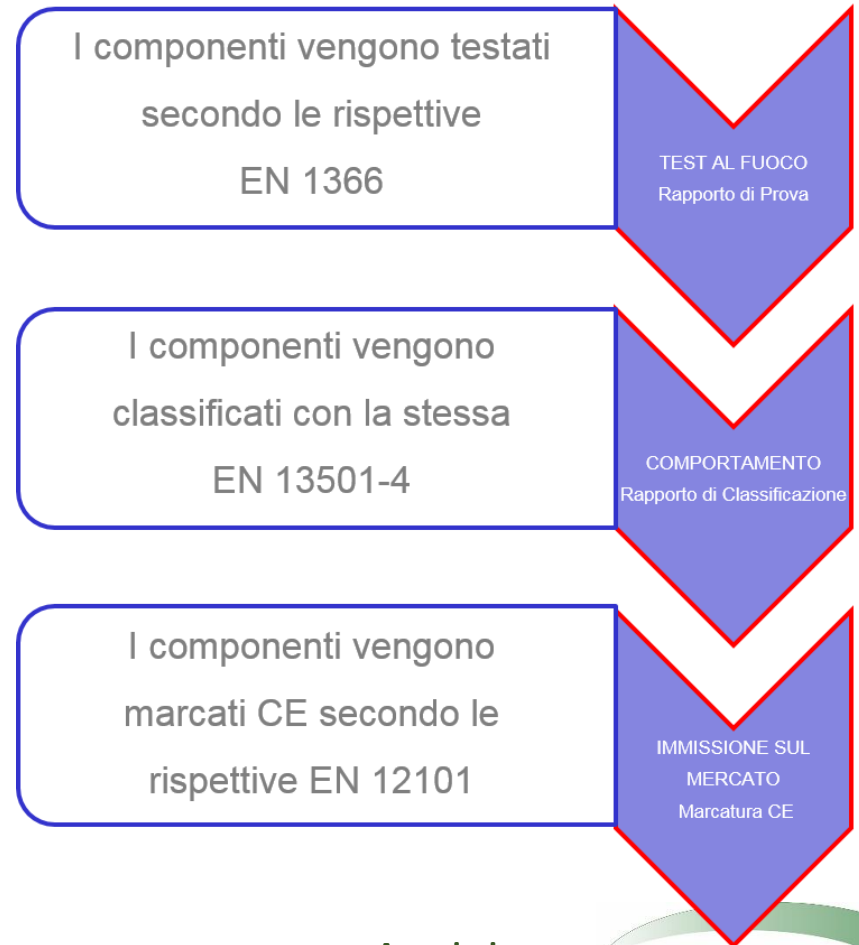 I componenti vengono testati
secondo le rispettive
EN 1366
TEST AL FUOCO
Rapporto di Prova
I componenti vengono
classificati con la stessa
EN 13501-4
COMPORTAMENTO
Rapporto di Classificazione
I componenti vengono
marcati CE secondo le
rispettive EN 12101
IMMISSIONE SUL
MERCATO
Marcatura CE